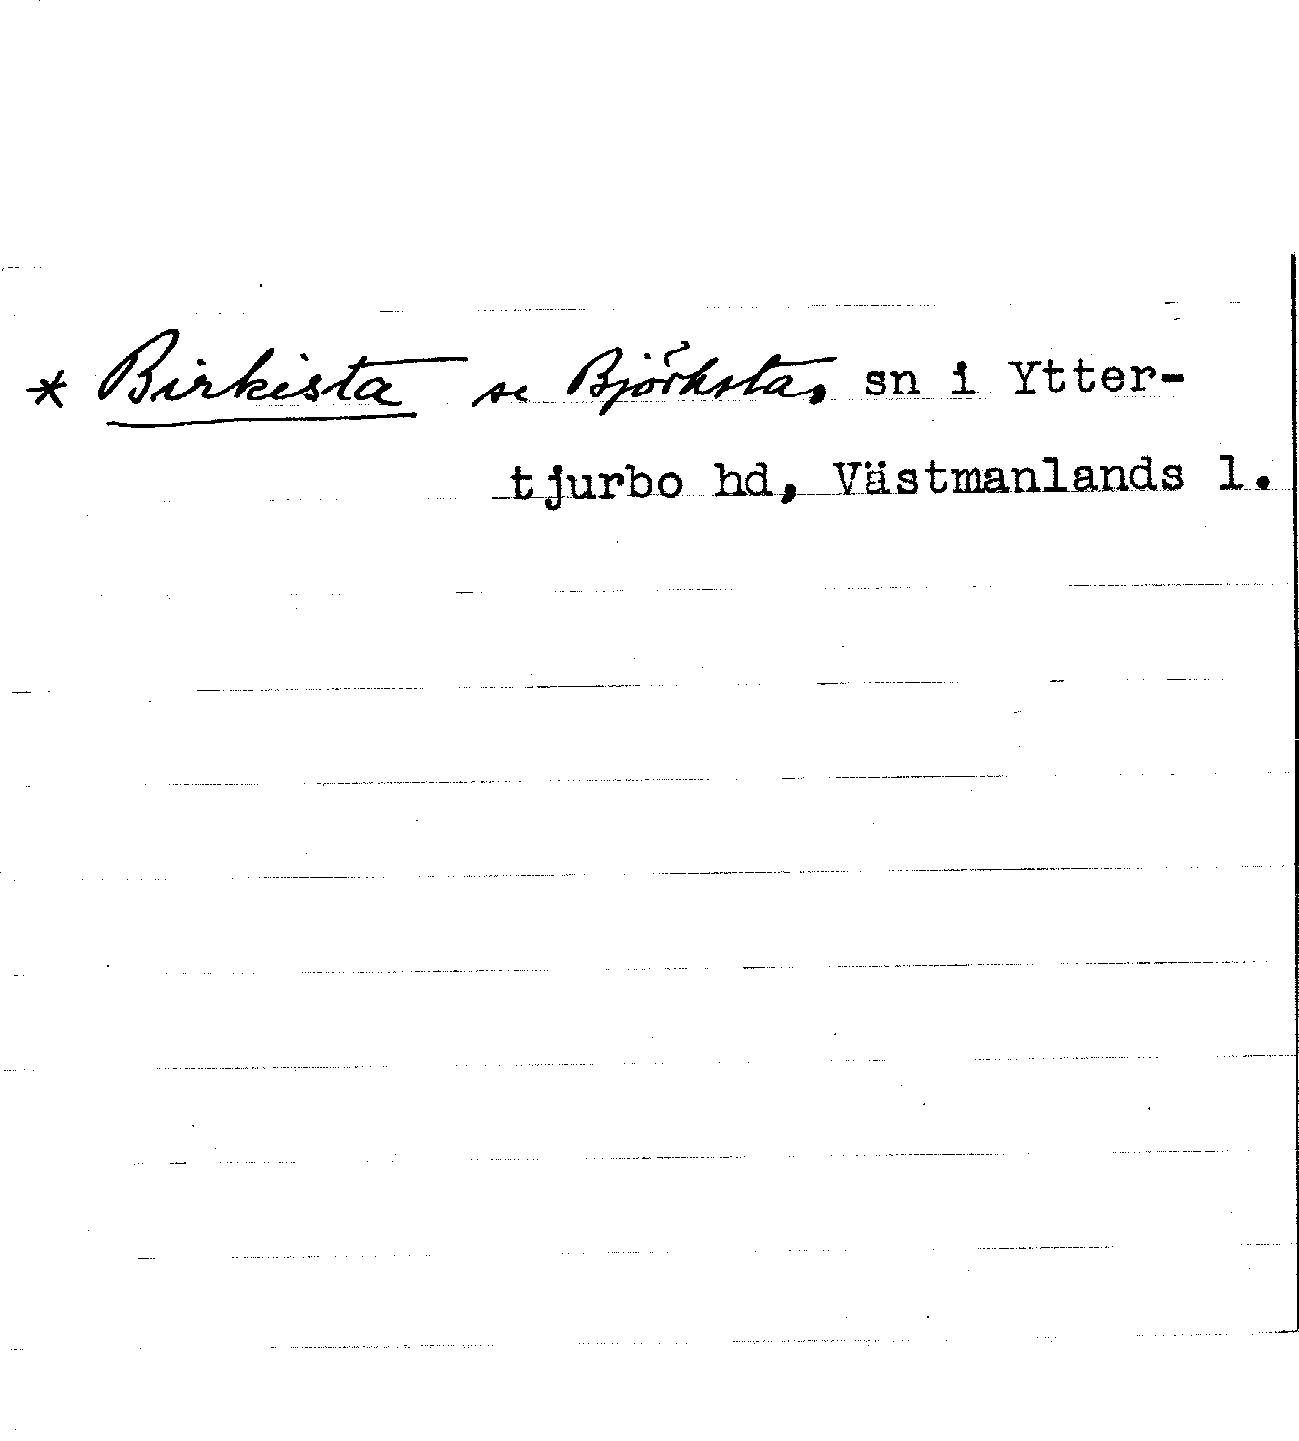 * Birkista se Björksta, sn i Ytter-
tjurbo hd, Västmanlands l.